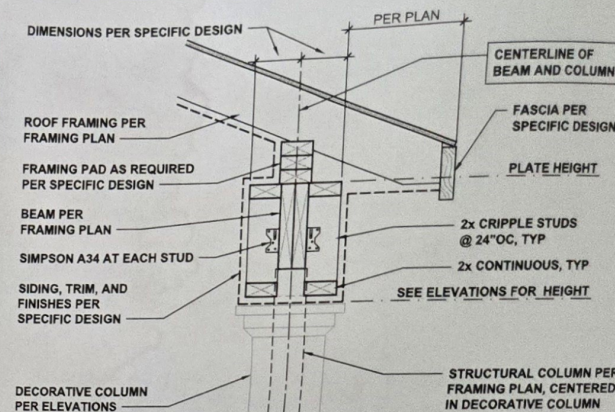 DIMENSIONS PER SPECIFIC DESIGN
PER PLAN
CENTERLINE OF
BEAM AND COLUMN
ROOF FRAMING PER
FRAMING PLAN
FASCIA PER
SPECIFIC DESIGN
FRAMING PAD AS REQUIRED
PER SPECIFIC DESIGN
PLATE HEIGHT
BEAM PER
FRAMING PLAN
2x CRIPPLE STUDS
@ 24"OC, TYP
SIMPSON A34 AT EACH STUD
2x CONTINUOUS, TYP
SIDING, TRIM, AND
FINISHES PER
SPECIFIC DESIGN
SEE ELEVATIONS FOR HEIGHT
DECORATIVE COLUMN
PER ELEVATIONS
STRUCTURAL COLUMN PER
FRAMING PLAN, CENTERED
IN DECORATIVE COLUMN